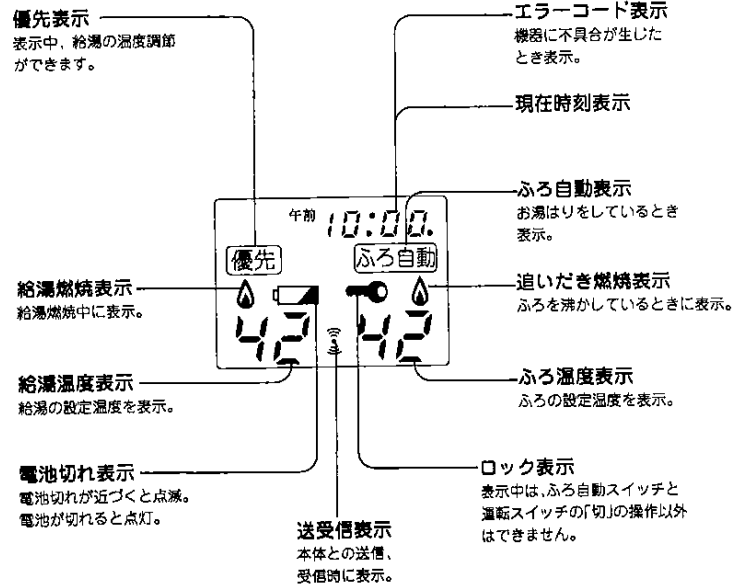 優先表示
表示中、給湯の温度調節
ができます。
エラーコード表示
機器に不具合が生じた
とき表示。
現在時刻表示
ふろ自動表示
お湯はりをしているとき
表示。
午前 10:00.
優先 ふろ自動
42 42
給湯燃焼表示
給湯燃焼中に表示。
追いだき燃焼表示
ふろを沸かしているときに表示。
給湯温度表示
給湯の設定温度を表示。
ふろ温度表示
ふろの設定温度を表示。
電池切れ表示
電池切れが近づくと点滅。
電池が切れると点灯。
送受信表示
本体との送信、
受信時に表示。
ロック表示
表示中は、ふろ自動スイッチと
運転スイッチの「切」の操作以外
はできません。